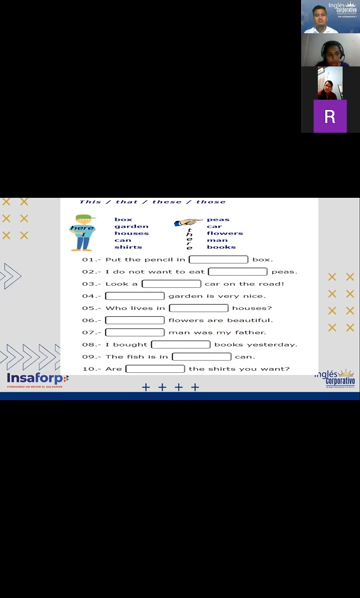 Inglés
Corporativo
R
This / that / these / those
here
box
garden
houses
can
shirts
there
peas
car
flowers
man
books
01.- Put the pencil in box.
02.- I do not want to eat peas.
03.- Look a car on the road!
04.- garden is very nice.
05.- Who lives in houses?
06.- flowers are beautiful.
07.- man was my father.
08.- I bought books yesterday.
09.- The fish is in can.
10.- Are the shirts you want?
Insaforp
Inglés
Corporativo